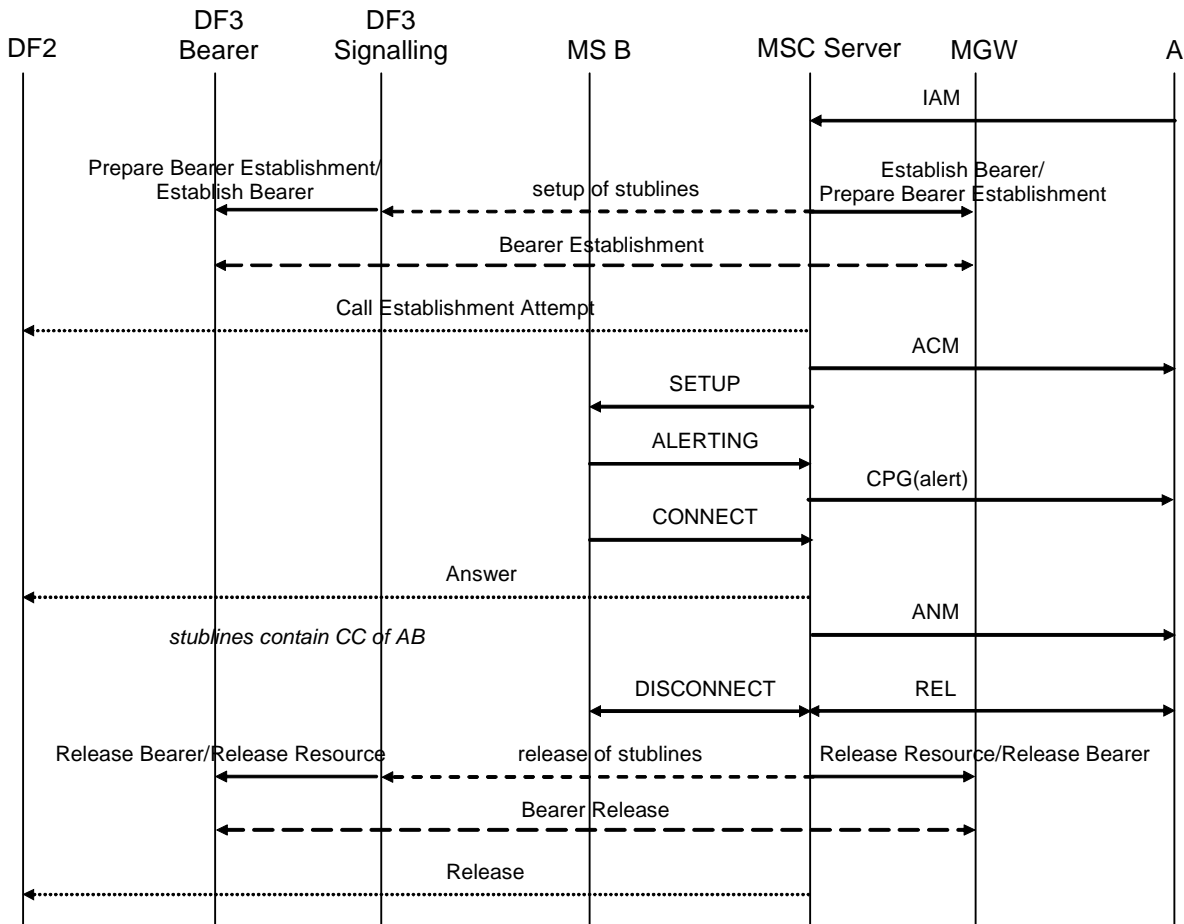 DF2
DF3
Bearer
DF3
Signalling
MS B
MSC Server
MGW
A
IAM
Prepare Bearer Establishment/
Establish Bearer
setup of stublines
Establish Bearer/
Prepare Bearer Establishment
Bearer Establishment
Call Establishment Attempt
ACM
SETUP
ALERTING
CPG(alert)
CONNECT
Answer
ANM
stublines contain CC of AB
DISCONNECT
REL
Release Bearer/Release Resource
release of stublines
Release Resource/Release Bearer
Bearer Release
Release